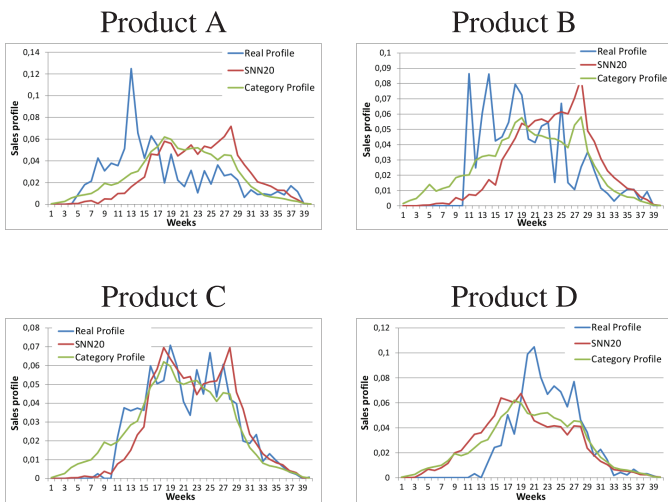 Product A
0,14
0,12
0,1
0,08
0,06
0,04
0,02
0
Sales profile
1 3 5 7 9 11 13 15 17 19 21 23 25 27 29 31 33 35 37 39
Weeks
Real Profile
SNN20
Category Profile
Product B
0,1
0,09
0,08
0,07
0,06
0,05
0,04
0,03
0,02
0,01
0
Sales profile
1 3 5 7 9 11 13 15 17 19 21 23 25 27 29 31 33 35 37 39
Weeks
Real Profile
SNN20
Category Profile
Product C
0,08
0,07
0,06
0,05
0,04
0,03
0,02
0,01
0
Sales profile
1 3 5 7 9 11 13 15 17 19 21 23 25 27 29 31 33 35 37 39
Weeks
Real Profile
SNN20
Category Profile
Product D
0,12
0,1
0,08
0,06
0,04
0,02
0
Sales profile
1 3 5 7 9 11 13 15 17 19 21 23 25 27 29 31 33 35 37 39
Weeks
Real Profile
SNN20
Category Profile